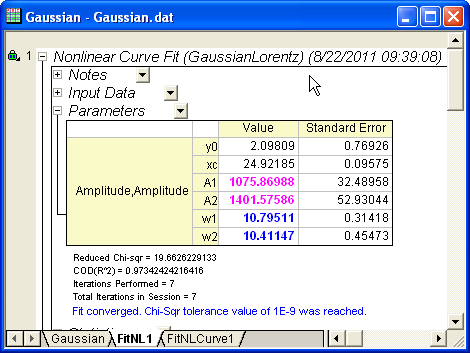 Gaussian - Gaussian.dat
1 Nonlinear Curve Fit (GaussianLorentz) (8/22/2011 09:39:08)
Notes
Input Data
Parameters
Value Standard Error
y0 2.09809 0.76926
xc 24.92185 0.09575
A1 1075.86988 32.48958
Amplitude,Amplitude
A2 1401.57586 52.93044
w1 10.79511 0.31418
w2 10.41147 0.45473
Reduced Chi-sqr = 19.6626229133
COD(R^2) = 0.97342424216416
Iterations Performed = 7
Total Iterations in Session = 7
Fit converged. Chi-Sqr tolerance value of 1E-9 was reached.
Gaussian FitNL1 FitNLCurve1